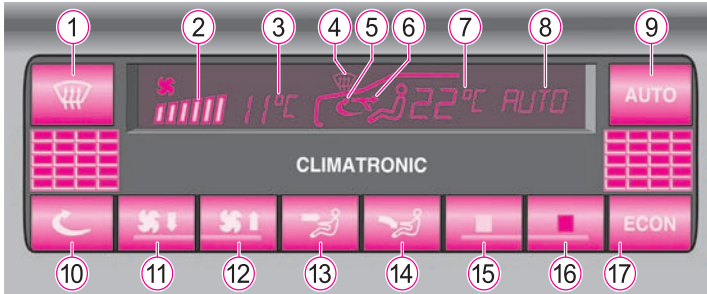 1 2 3 4 5 6 7 8 9
11°C 22°C AUTO AUTO
CLIMATRONIC
ECON
10 11 12 13 14 15 16 17